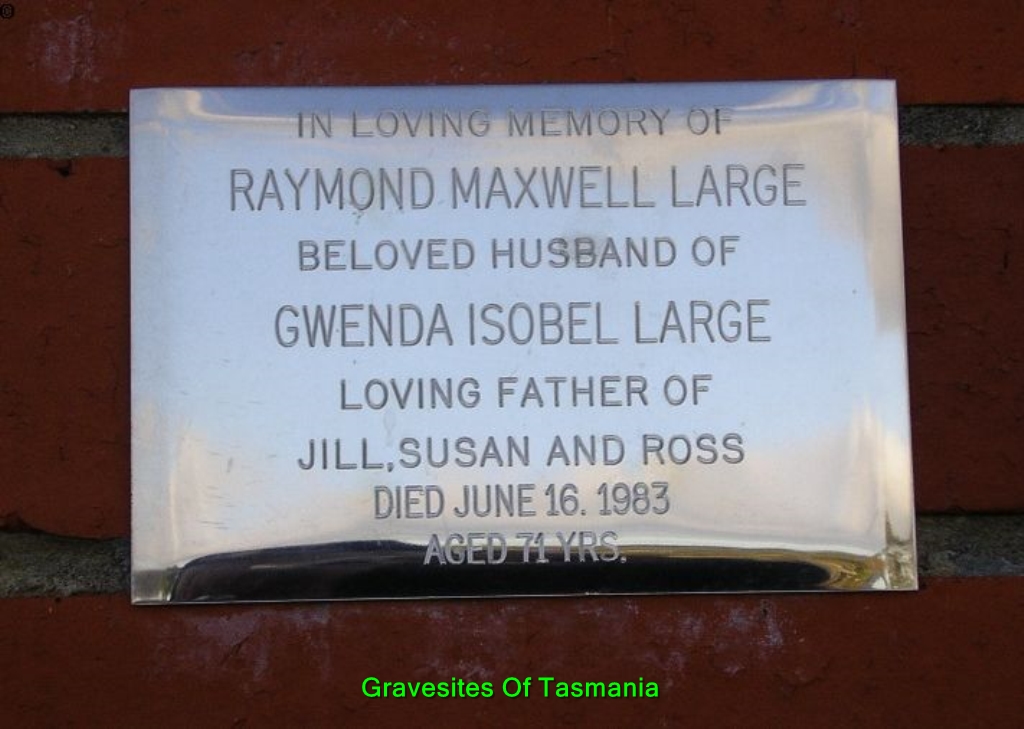 ©
IN LOVING MEMORY OF
RAYMOND MAXWELL LARGE
BELOVED HUSBAND OF
GWENDA ISOBEL LARGE
LOVING FATHER OF
JILL, SUSAN AND ROSS
DIED JUNE 16. 1983
AGED 71 YRS.
Gravesites Of Tasmania